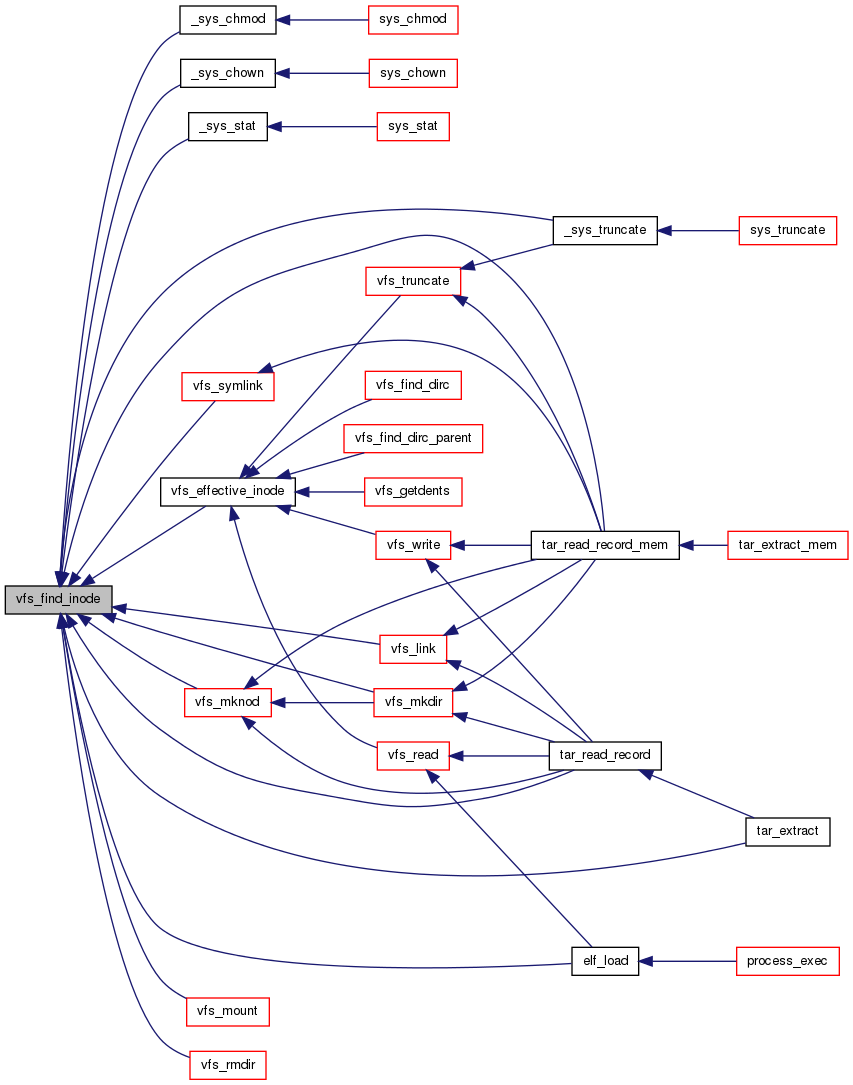 _sys_chmod
sys_chmod
_sys_chown
sys_chown
_sys_stat
sys_stat
_sys_truncate
sys_truncate
vfs_truncate
vfs_symlink
vfs_find_dirc
vfs_find_dirc_parent
vfs_effective_inode
vfs_getdents
vfs_write
tar_read_record_mem
tar_extract_mem
vfs_find_inode
vfs_link
vfs_mknod
vfs_mkdir
vfs_read
tar_read_record
tar_extract
elf_load
process_exec
vfs_mount
vfs_rmdir